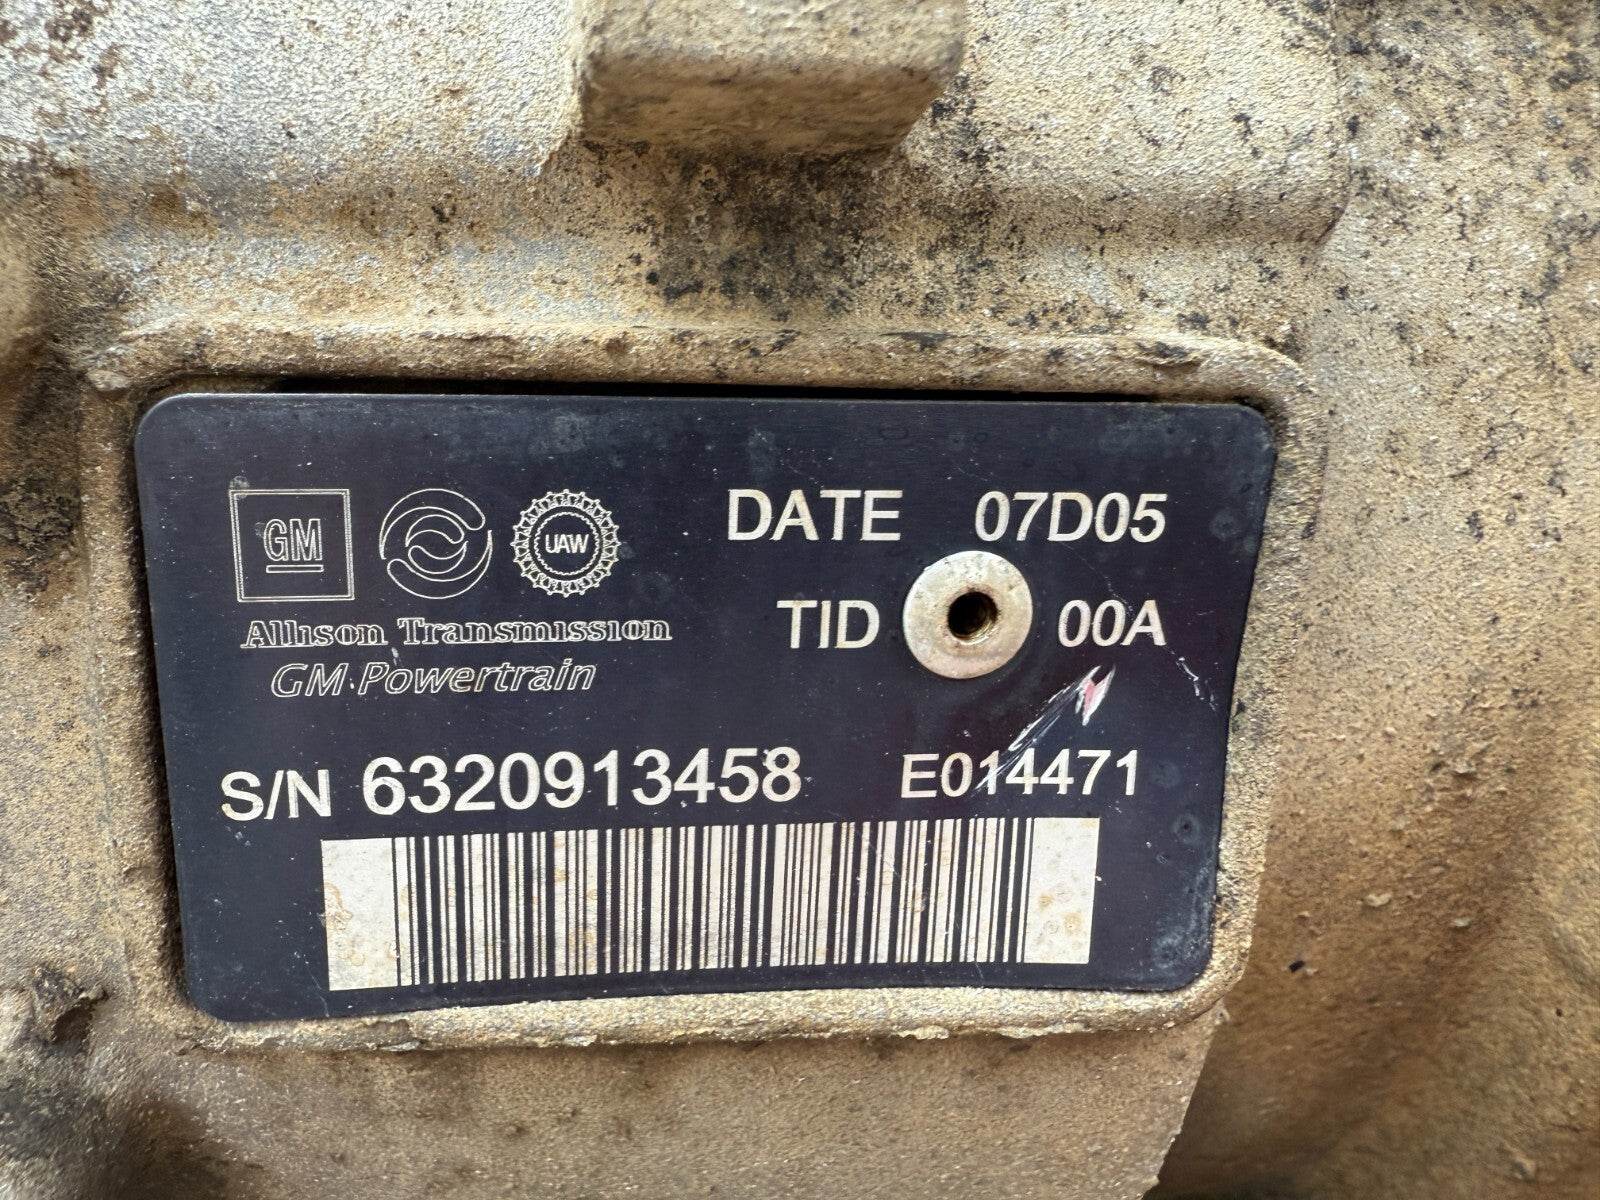 GM
UAW
DATE 07D05
TID 00A
Allison Transmission
GM Powertrain
S/N 6320913458 E014471